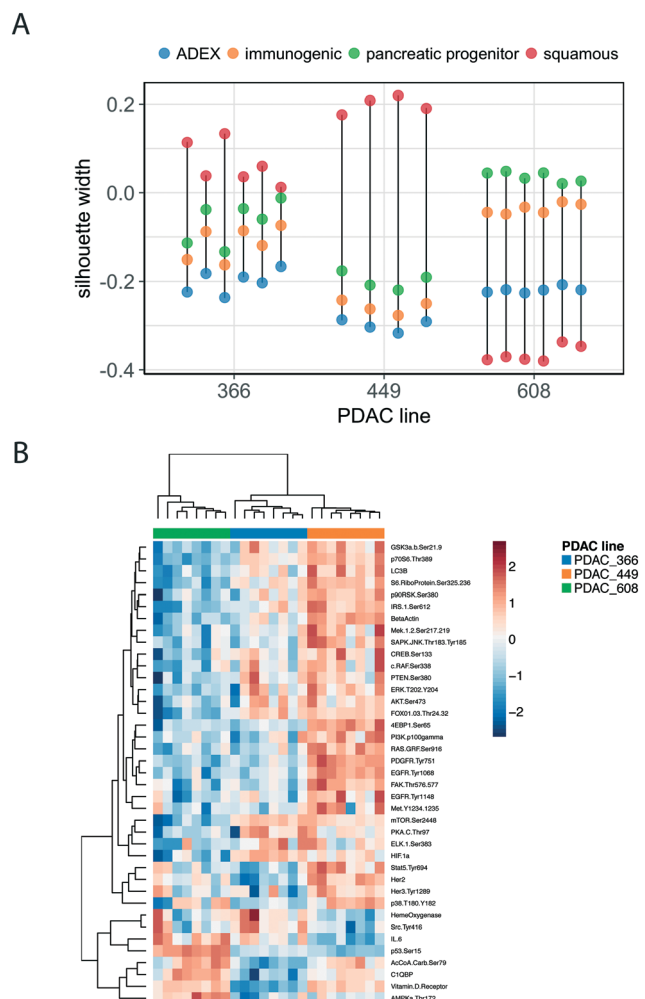 A
ADEX immunogenic pancreatic progenitor squamous
silhouette width
0.2
0.0
-0.2
-0.4
366 449 608
PDAC line
B
GSK3a.b.Ser21.9
p70S6.Thr389
LC3B
S6.RiboProtein.Ser325.236
p90RSK.Ser380
IRS.1.Ser612
BetaActin
Mek.1.2.Ser217.219
SAPK.JNK.Thr183.Tyr185
CREB.Ser133
c.RAF.Ser338
PTEN.Ser380
ERK.T202.Y204
AKT.Ser473
FOX01.03.Thr24.32
4EBP1.Ser65
PI3K.p100gamma
RAS.GRF.Ser916
PDGFR.Tyr751
EGFR.Tyr1068
FAK.Thr576.577
EGFR.Tyr1148
Met.Y1234.1235
mTOR.Ser2448
PKA.C.Thr97
ELK.1.Ser383
HIF.1a
Stat5.Tyr694
Her2
Her3.Tyr1289
p38.T180.Y182
HemeOxygenase
Src.Tyr416
IL.6
p53.Ser15
AcCoA.Carb.Ser79
C1QBP
Vitamin.D.Receptor
AMPKa.Thr172
2
1
0
−1
−2
PDAC line
PDAC_366
PDAC_449
PDAC_608